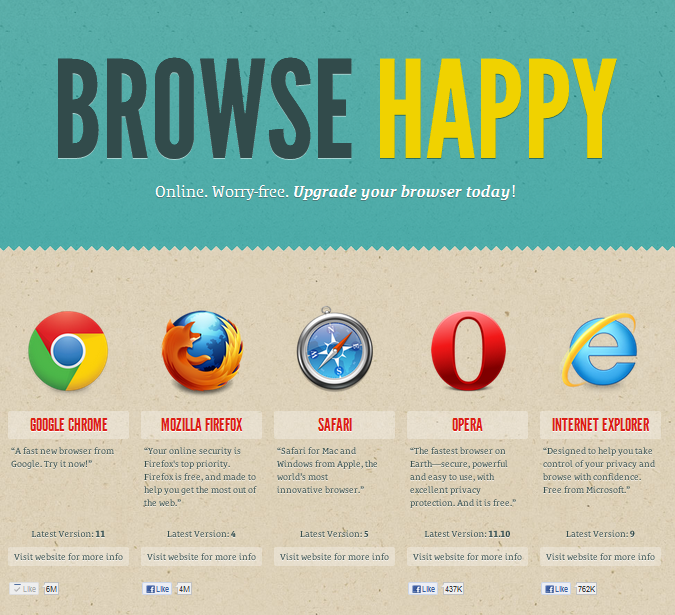 BROWSE HAPPY
Online. Worry-free. Upgrade your browser today!
GOOGLE CHROME
“A fast new browser from
Google. Try it now!”
Latest Version: 11
Visit website for more info
Like 6M
MOZILLA FIREFOX
“Your online security is
Firefox's top priority.
Firefox is free, and made to
help you get the most out of
the web.”
Latest Version: 4
Visit website for more info
Like 4M
SAFARI
“Safari for Mac and
Windows from Apple, the
world’s most
innovative browser.”
Latest Version: 5
Visit website for more info
OPERA
“The fastest browser on
Earth—secure, powerful
and easy to use, with
excellent privacy
protection. And it is free.”
Latest Version: 11.10
Visit website for more info
Like 437K
INTERNET EXPLORER
“Designed to help you take
control of your privacy and
browse with confidence.
Free from Microsoft.”
Latest Version: 9
Visit website for more info
Like 762K